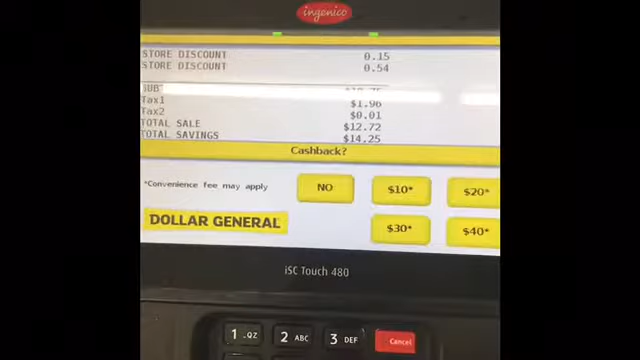 ingenico
STORE DISCOUNT 0.15
STORE DISCOUNT 0.54
SUB
Tax1 $1.96
Tax2 $0.01
TOTAL SALE $12.72
TOTAL SAVINGS $14.25
Cashback?
*Convenience fee may apply
NO
$10*
$20*
DOLLAR GENERAL
$30*
$40*
iSC Touch 480
1 .QZ
2 ABC
3 DEF
Cancel